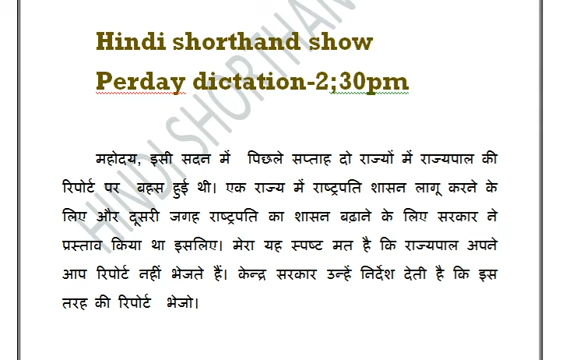 Hindi shorthand show
Perday dictation-2;30pm
महोदय, इसी सदन में पिछले सप्ताह दो राज्यों में राज्यपाल की
रिपोर्ट पर बहस हुई थी। एक राज्य में राष्ट्रपति शासन लागू करने के
लिए और दूसरी जगह राष्ट्रपति का शासन बढ़ाने के लिए सरकार ने
प्रस्ताव किया था इसलिए। मेरा यह स्पष्ट मत है कि राज्यपाल अपने
आप रिपोर्ट नहीं भेजते हैं। केन्द्र सरकार उन्हें निर्देश देती है कि इस
तरह की रिपोर्ट भेजो।
HINDI SHORTHAN